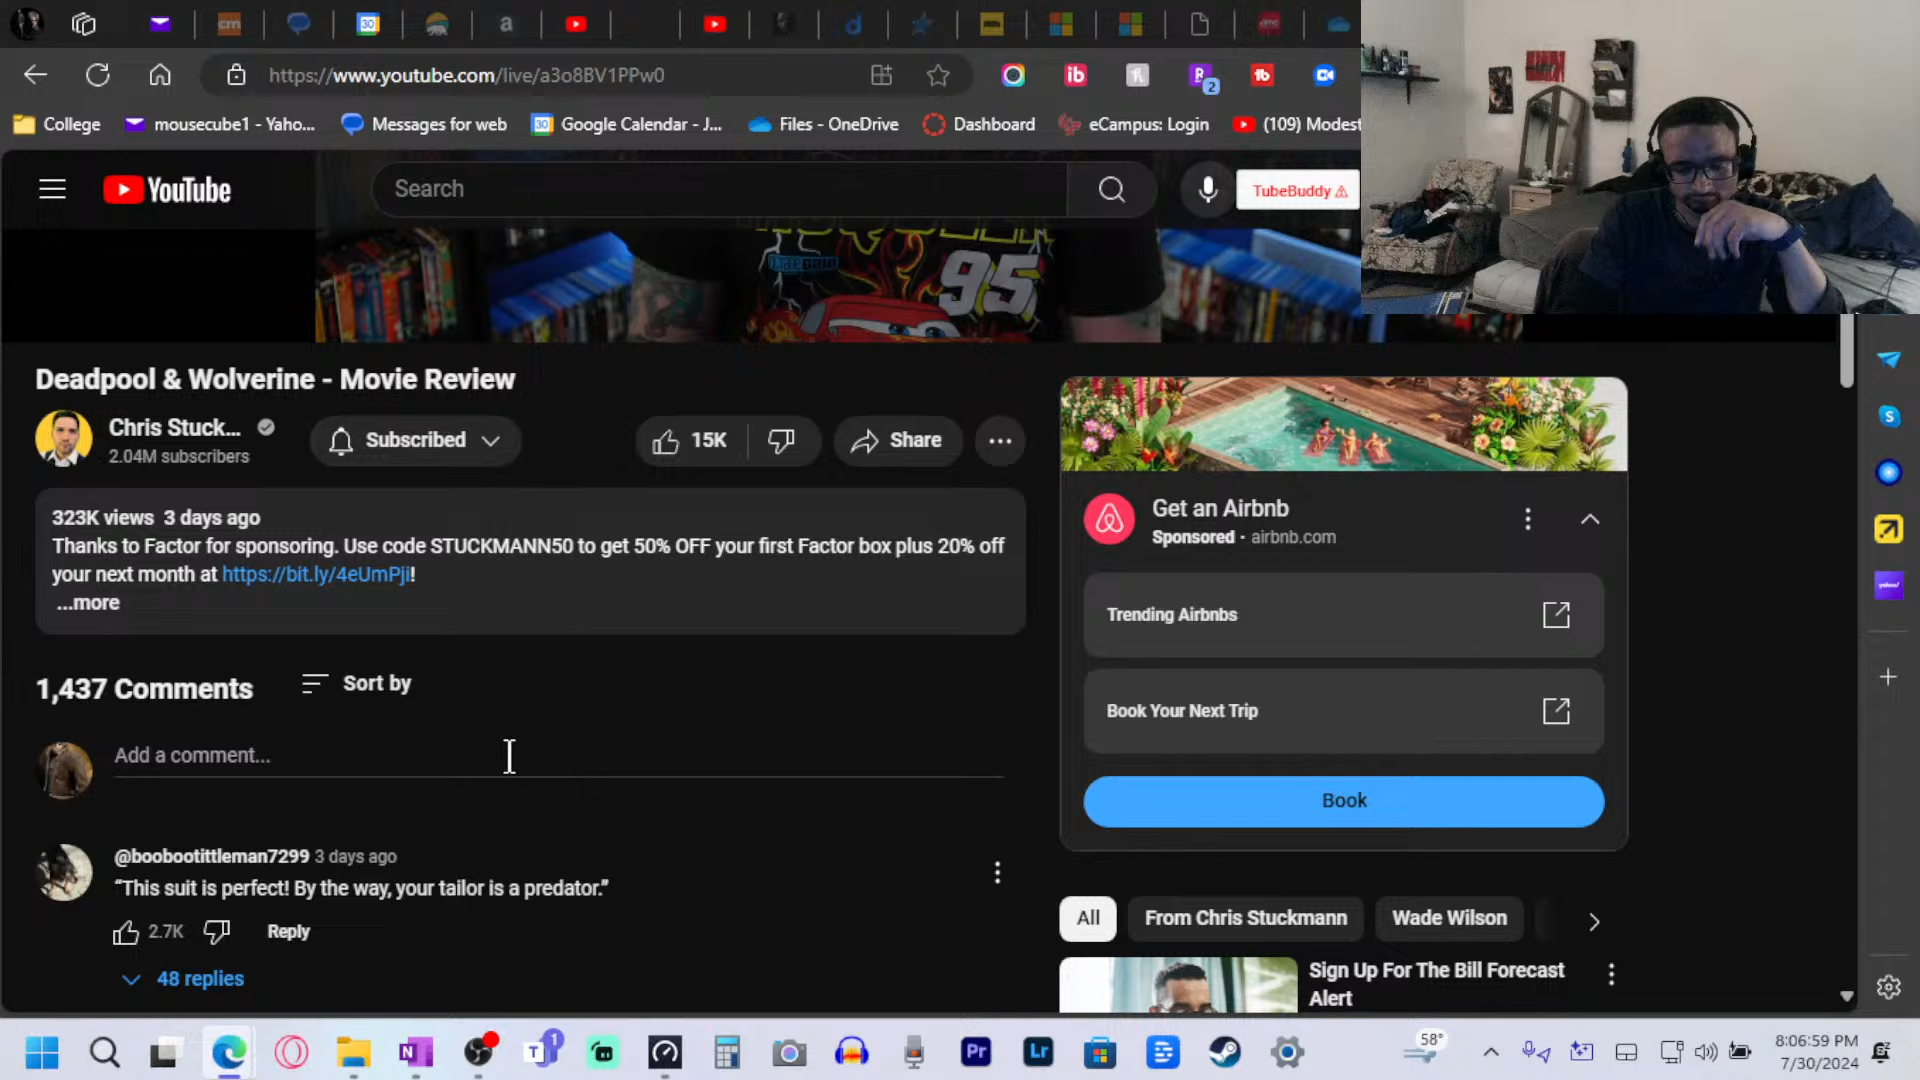 https://www.youtube.com/live/a3o8BV1PPw0
College
mousecube1 - Yaho...
Messages for web
Google Calendar - J...
Files - OneDrive
Dashboard
eCampus: Login
(109) Modest
YouTube
Search
TubeBuddy
95
Deadpool & Wolverine - Movie Review
Chris Stuck...
2.04M subscribers
Subscribed
15K
Share
323K views 3 days ago
Thanks to Factor for sponsoring. Use code STUCKMANN50 to get 50% OFF your first Factor box plus 20% off
your next month at https://bit.ly/4eUmPji!
...more
1,437 Comments
Sort by
Add a comment...
@boobootittleman7299 3 days ago
“This suit is perfect! By the way, your tailor is a predator.”
2.7K
Reply
48 replies
Get an Airbnb
Sponsored · airbnb.com
Trending Airbnbs
Book Your Next Trip
Book
All
From Chris Stuckmann
Wade Wilson
Sign Up For The Bill Forecast
Alert
58°
8:06:59 PM
7/30/2024